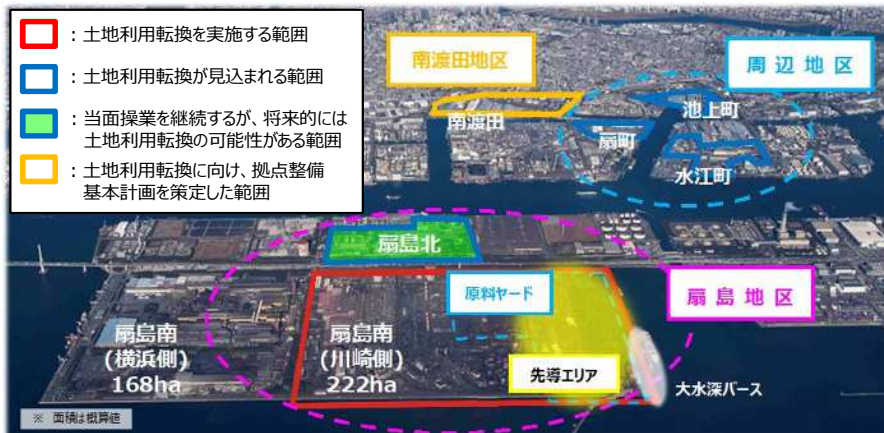 ：土地利用転換を実施する範囲
：土地利用転換が見込まれる範囲
：当面操業を継続するが、将来的には
土地利用転換の可能性がある範囲
：土地利用転換に向け、拠点整備
基本計画を策定した範囲
南渡田地区
周辺地区
南渡田
池上町
扇町
水江町
扇島北
原料ヤード
扇島地区
扇島南
(横浜側)
168ha
扇島南
(川崎側)
222ha
先導エリア
大水深バース
※ 面積は概算値